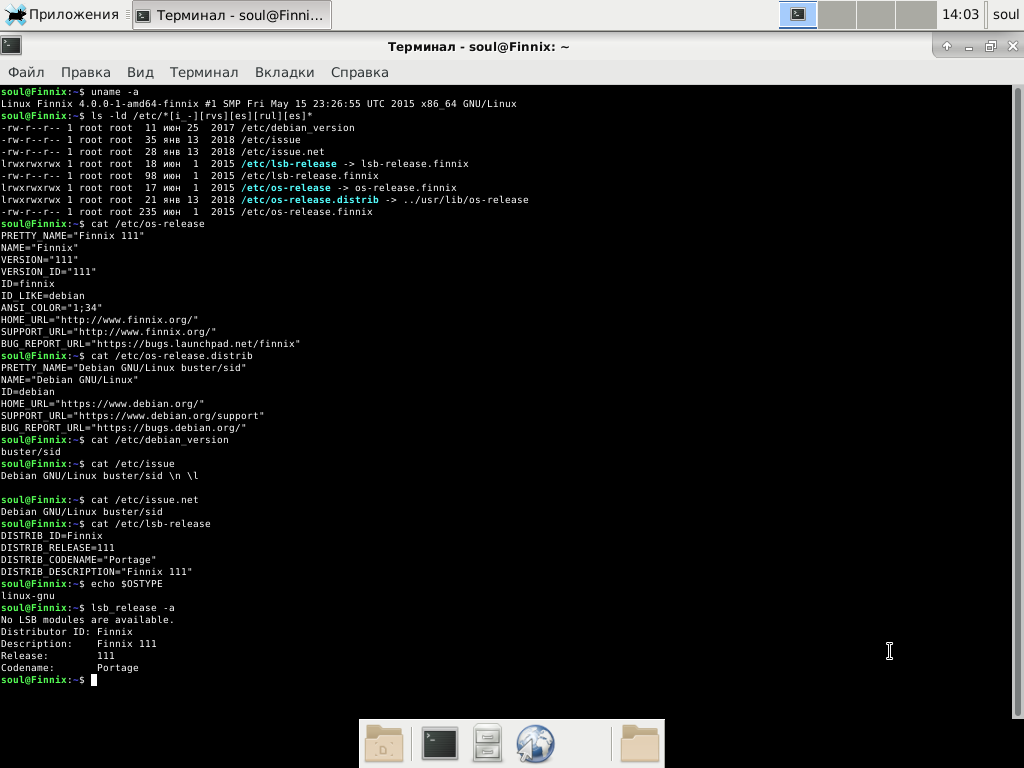 Приложения
Терминал - soul@Finni...
14:03
soul
Терминал - soul@Finnix: ~
Файл Правка Вид Терминал Вкладки Справка
soul@Finnix:~$ uname -a
Linux Finnix 4.0.0-1-amd64-finnix #1 SMP Fri May 15 23:26:55 UTC 2015 x86_64 GNU/Linux
soul@Finnix:~$ ls -ld /etc/*[i_-][rvs][es][rul][es]*
-rw-r--r-- 1 root root  11 июн 25  2017 /etc/debian_version
-rw-r--r-- 1 root root  35 янв 13  2018 /etc/issue
-rw-r--r-- 1 root root  28 янв 13  2018 /etc/issue.net
lrwxrwxrwx 1 root root  18 июн  1  2015 /etc/lsb-release -> lsb-release.finnix
-rw-r--r-- 1 root root  98 июн  1  2015 /etc/lsb-release.finnix
lrwxrwxrwx 1 root root  17 июн  1  2015 /etc/os-release -> os-release.finnix
lrwxrwxrwx 1 root root  21 янв 13  2018 /etc/os-release.distrib -> ../usr/lib/os-release
-rw-r--r-- 1 root root 235 июн  1  2015 /etc/os-release.finnix
soul@Finnix:~$ cat /etc/os-release
PRETTY_NAME="Finnix 111"
NAME="Finnix"
VERSION="111"
VERSION_ID="111"
ID=finnix
ID_LIKE=debian
ANSI_COLOR="1;34"
HOME_URL="http://www.finnix.org/"
SUPPORT_URL="http://www.finnix.org/"
BUG_REPORT_URL="https://bugs.launchpad.net/finnix"
soul@Finnix:~$ cat /etc/os-release.distrib
PRETTY_NAME="Debian GNU/Linux buster/sid"
NAME="Debian GNU/Linux"
ID=debian
HOME_URL="https://www.debian.org/"
SUPPORT_URL="https://www.debian.org/support"
BUG_REPORT_URL="https://bugs.debian.org/"
soul@Finnix:~$ cat /etc/debian_version
buster/sid
soul@Finnix:~$ cat /etc/issue
Debian GNU/Linux buster/sid \n \l
soul@Finnix:~$ cat /etc/issue.net
Debian GNU/Linux buster/sid
soul@Finnix:~$ cat /etc/lsb-release
DISTRIB_ID=Finnix
DISTRIB_RELEASE=111
DISTRIB_CODENAME="Portage"
DISTRIB_DESCRIPTION="Finnix 111"
soul@Finnix:~$ echo $OSTYPE
linux-gnu
soul@Finnix:~$ lsb_release -a
No LSB modules are available.
Distributor ID: Finnix
Description:    Finnix 111
Release:        111
Codename:       Portage
soul@Finnix:~$